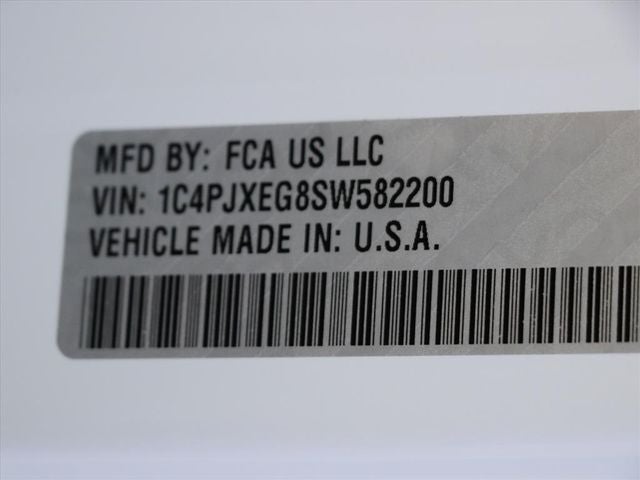 MFD BY: FCA US LLC
VIN: 1C4PJXEG8SW582200
VEHICLE MADE IN: U.S.A.